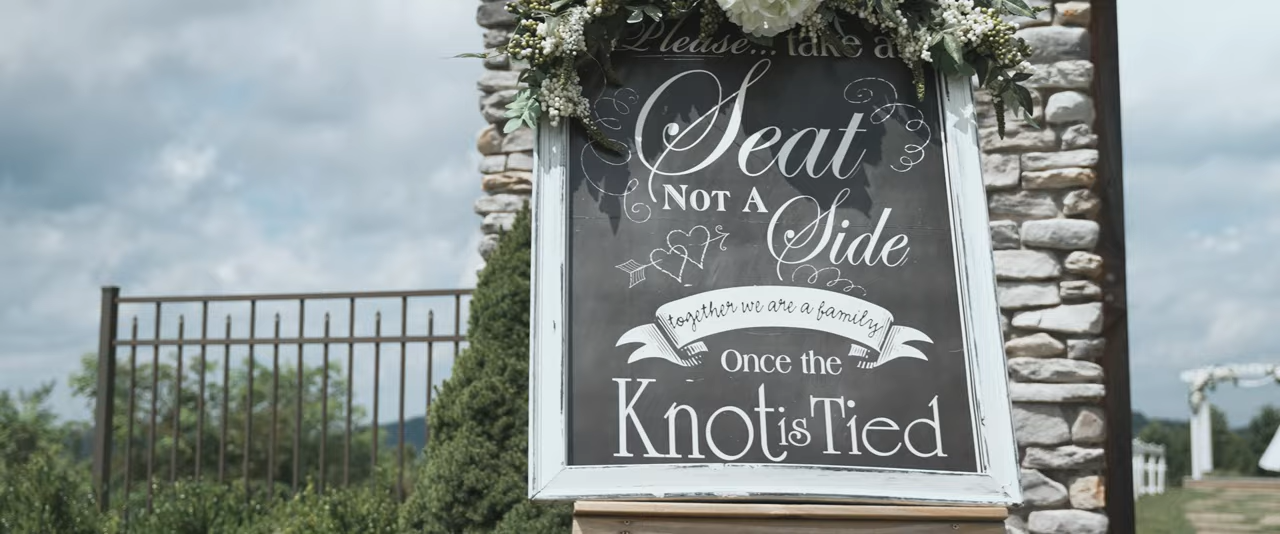 Please... take a
Seat
NOT A
Side
together we are a family
Once the
Knot is Tied